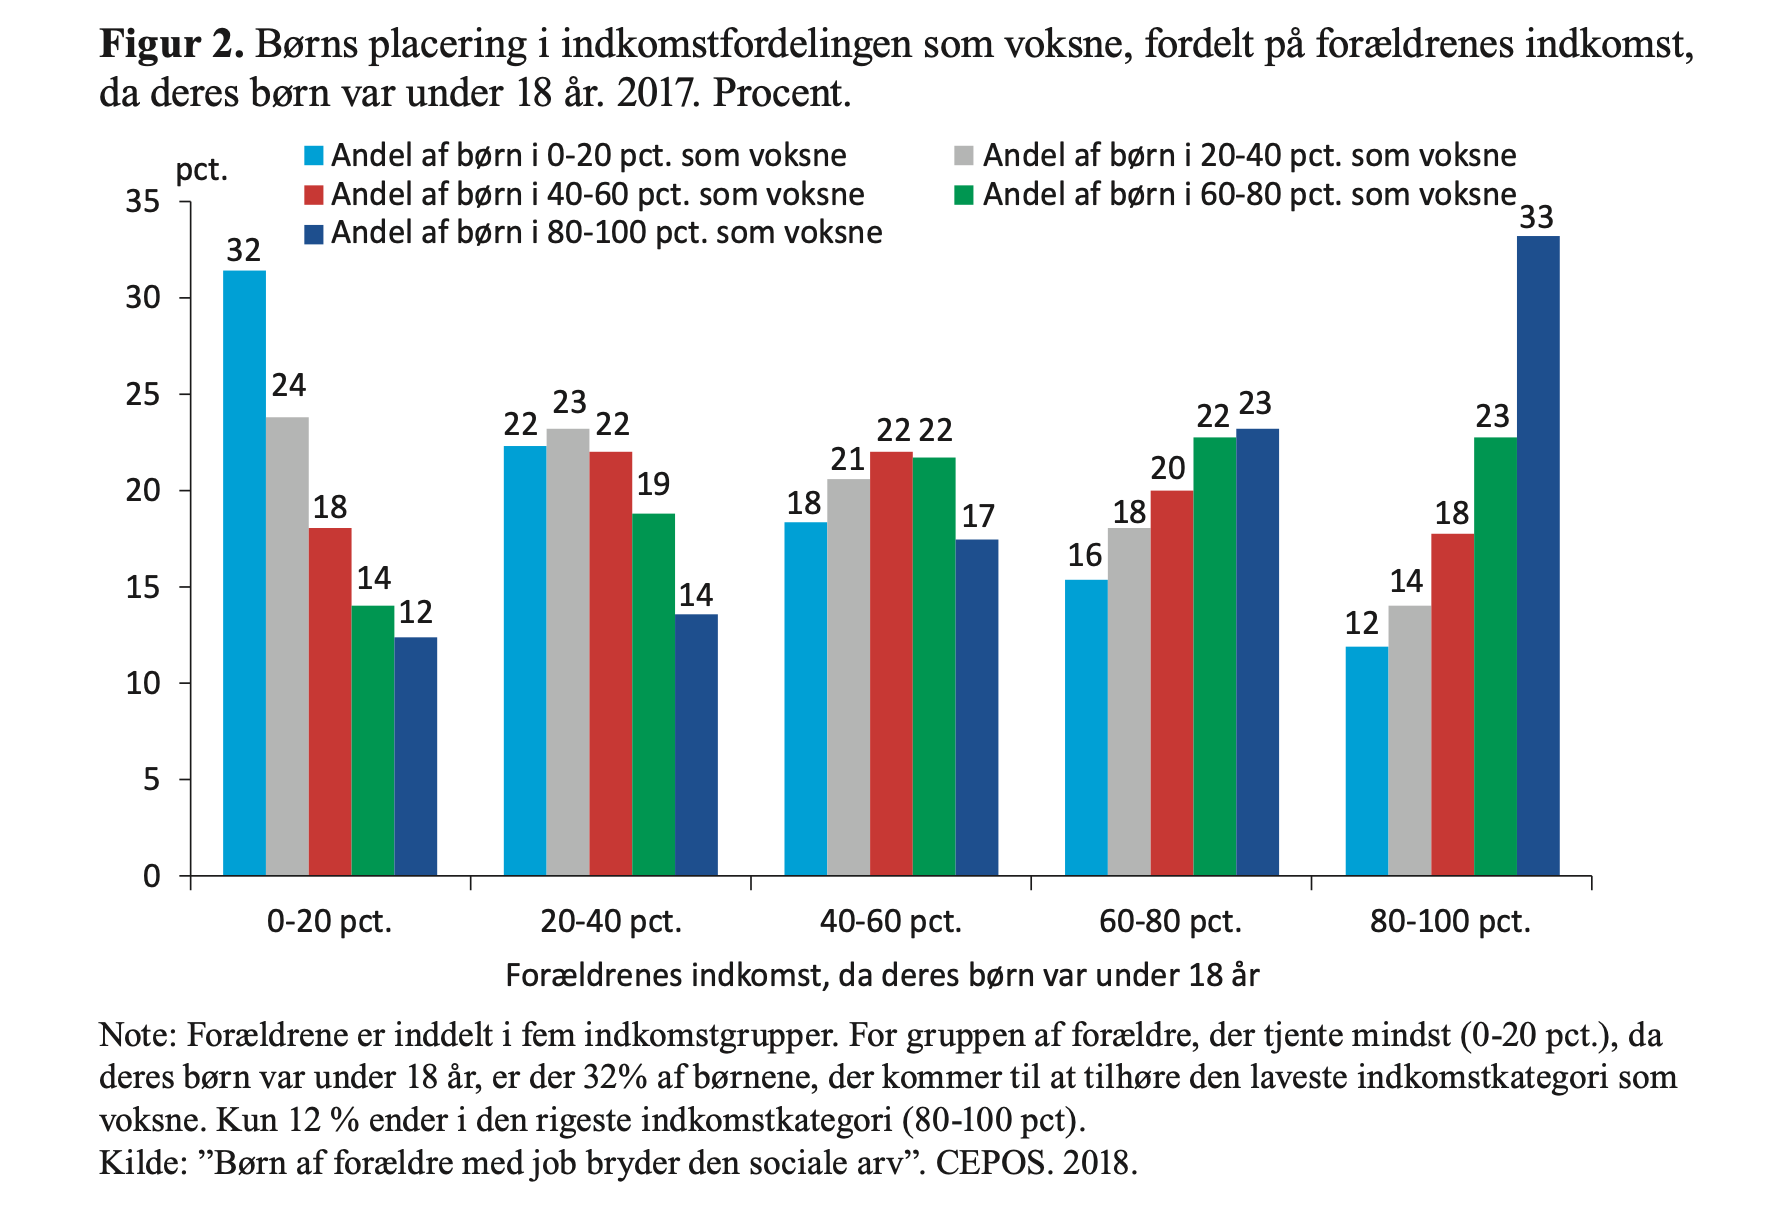 Figur 2. Børns placering i indkomstfordelingen som voksne, fordelt på forældrenes indkomst,
da deres børn var under 18 år. 2017. Procent.
pct.
Andel af børn i 0-20 pct. som voksne
Andel af børn i 20-40 pct. som voksne
Andel af børn i 40-60 pct. som voksne
Andel af børn i 60-80 pct. som voksne
Andel af børn i 80-100 pct. som voksne
35
30
25
20
15
10
5
0
32
24
18
14
12
22
23
22
19
14
18
21
22
22
17
16
18
20
22
23
12
14
18
23
33
0-20 pct.
20-40 pct.
40-60 pct.
60-80 pct.
80-100 pct.
Forældrenes indkomst, da deres børn var under 18 år
Note: Forældrene er inddelt i fem indkomstgrupper. For gruppen af forældre, der tjente mindst (0-20 pct.), da
deres børn var under 18 år, er der 32% af børnene, der kommer til at tilhøre den laveste indkomstkategori som
voksne. Kun 12 % ender i den rigeste indkomstkategori (80-100 pct).
Kilde: ”Børn af forældre med job bryder den sociale arv”. CEPOS. 2018.